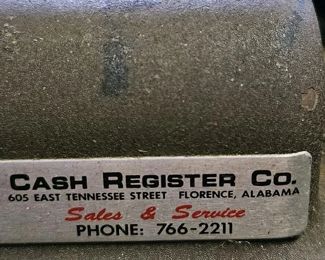 CASH REGISTER CO.
605 EAST TENNESSEE STREET FLORENCE, ALABAMA
Sales & Service
PHONE: 766-2211